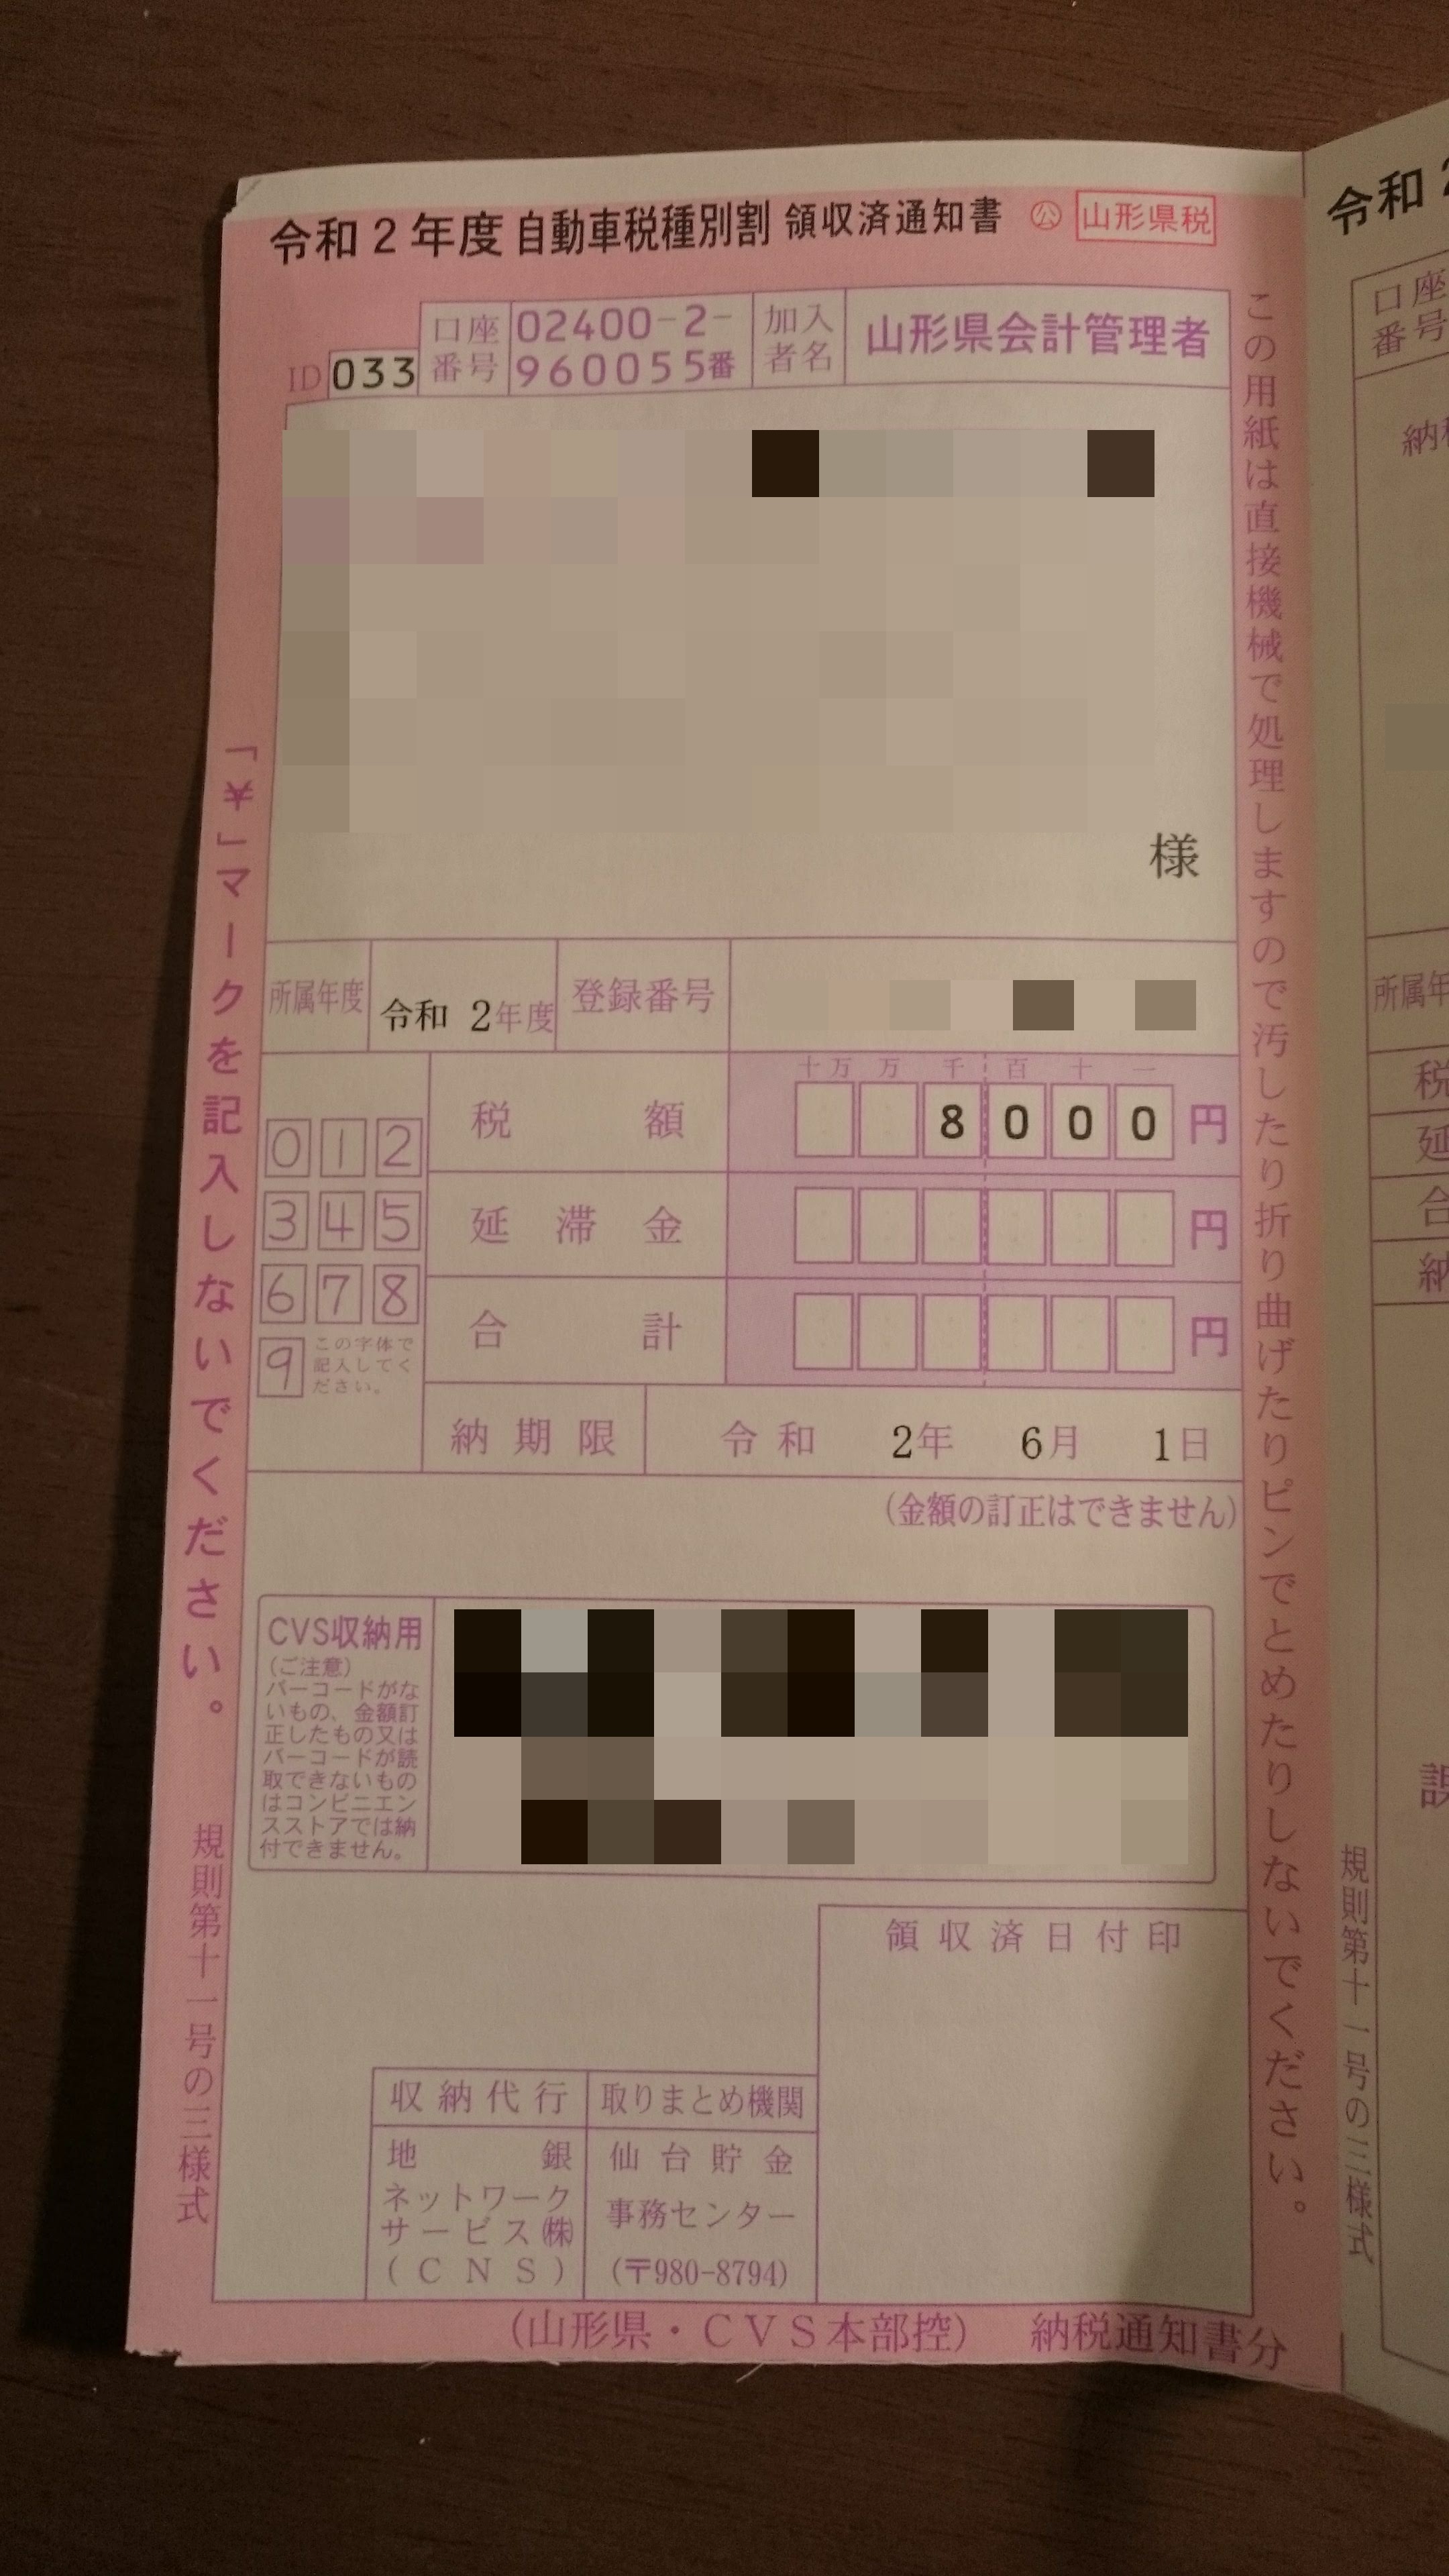 令和2年度 自動車税種別割 領収済通知書 ㊗公 山形県税
ID 033
口座番号 02400-2-
960055番
加入者名 山形県会計管理者
様
所属年度 令和 2年度 登録番号
十万 万 千 百 十 一
税額 8000円
延滞金 円
合計 円
0 1 2
3 4 5
6 7 8
9
この字体で
記入してく
ださい。
納期限 令和 2年 6月 1日
(金額の訂正はできません)
CVS収納用
(ご注意)
バーコードがな
いもの、金額訂
正したもの又は
バーコードが読
取できないもの
はコンビニエン
スストアでは納
付できません。
領収済日付印
収納代行
地銀
ネットワーク
サービス㈱
(CNS)
取りまとめ機関
仙台貯金
事務センター
(〒980-8794)
(山形県・CVS本部控) 納税通知書分
「¥」マークを記入しないでください。
規則第十一号の三様式
この用紙は直接機械で処理しますので汚したり折り曲げたりピンでとめたりしないでください。
令和
口座
番号
所属年
税
延
合
納
規則第十一号の三様式